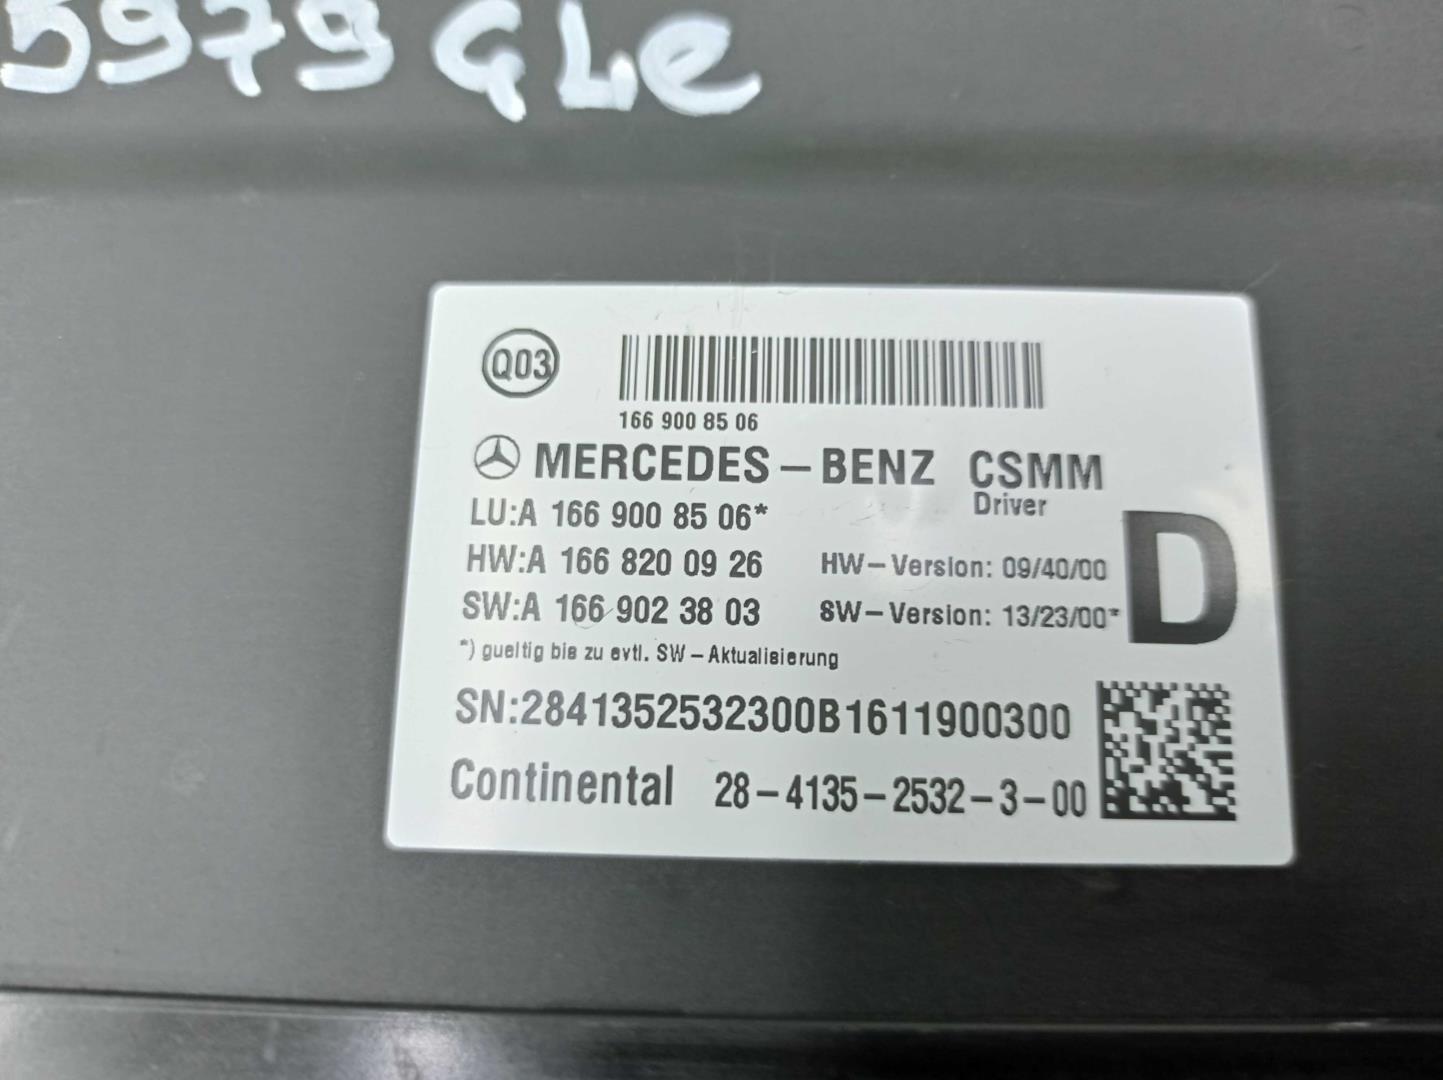 5979 GLe
Q03
166 900 85 06
MERCEDES-BENZ CSMM
Driver
LU:A 166 900 85 06*
HW:A 166 820 09 26 HW-Version: 09/40/00
SW:A 166 902 38 03 SW-Version: 13/23/00*
D
*) gueltig bis zu evtl. SW-Aktualisierung
SN:2841352532300B1611900300
Continental 28-4135-2532-3-00